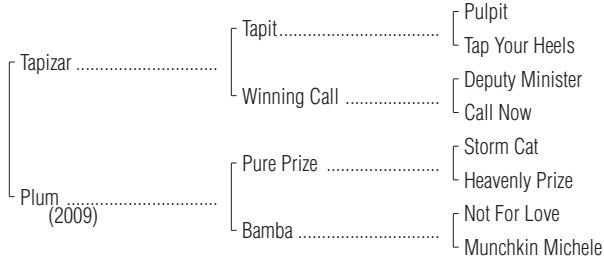 Pulpit
Tapit
Tap Your Heels
Tapizar
Deputy Minister
Winning Call
Call Now
Storm Cat
Pure Prize
Heavenly Prize
Plum
(2009)
Not For Love
Bamba
Munchkin Michele